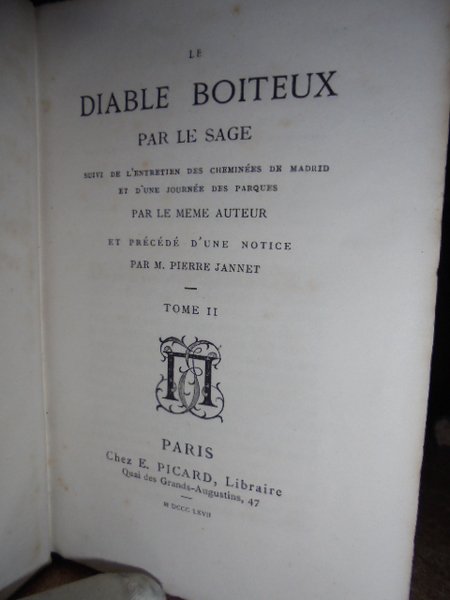 LE
DIABLE BOITEUX
PAR LE SAGE
SUIVI DE L'ENTRETIEN DES CHEMINÉES DE MADRID
ET D'UNE JOURNÉE DES PARQUES
PAR LE MEME AUTEUR
ET PRÉCÉDÉ D'UNE NOTICE
PAR M. PIERRE JANNET
—
TOME II
PARIS
Chez E. PICARD, Libraire
Quai des Grands-Augustins, 47
—
M DCCC LXVII